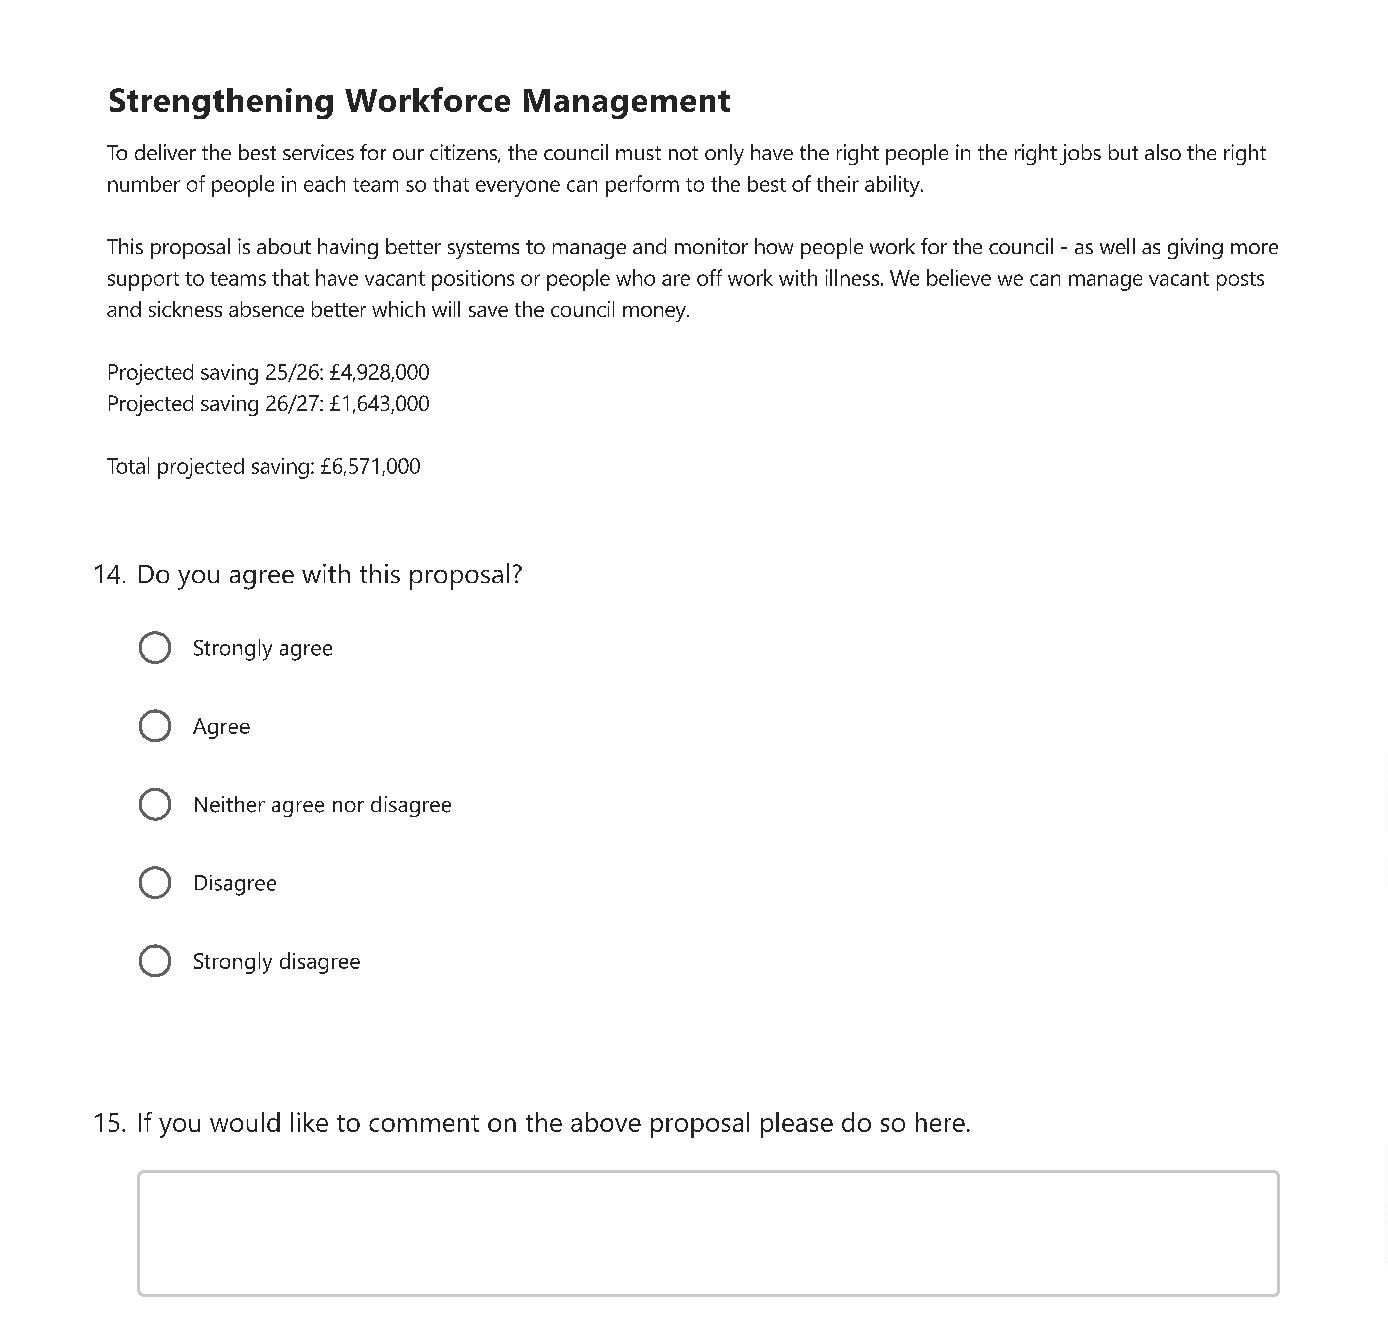 Strengthening Workforce Management
To deliver the best services for our citizens, the council must not only have the right people in the right jobs but also the right
number of people in each team so that everyone can perform to the best of their ability.
This proposal is about having better systems to manage and monitor how people work for the council - as well as giving more
support to teams that have vacant positions or people who are off work with illness. We believe we can manage vacant posts
and sickness absence better which will save the council money.
Projected saving 25/26: £4,928,000
Projected saving 26/27: £1,643,000
Total projected saving: £6,571,000
14. Do you agree with this proposal?
Strongly agree
Agree
Neither agree nor disagree
Disagree
Strongly disagree
15. If you would like to comment on the above proposal please do so here.